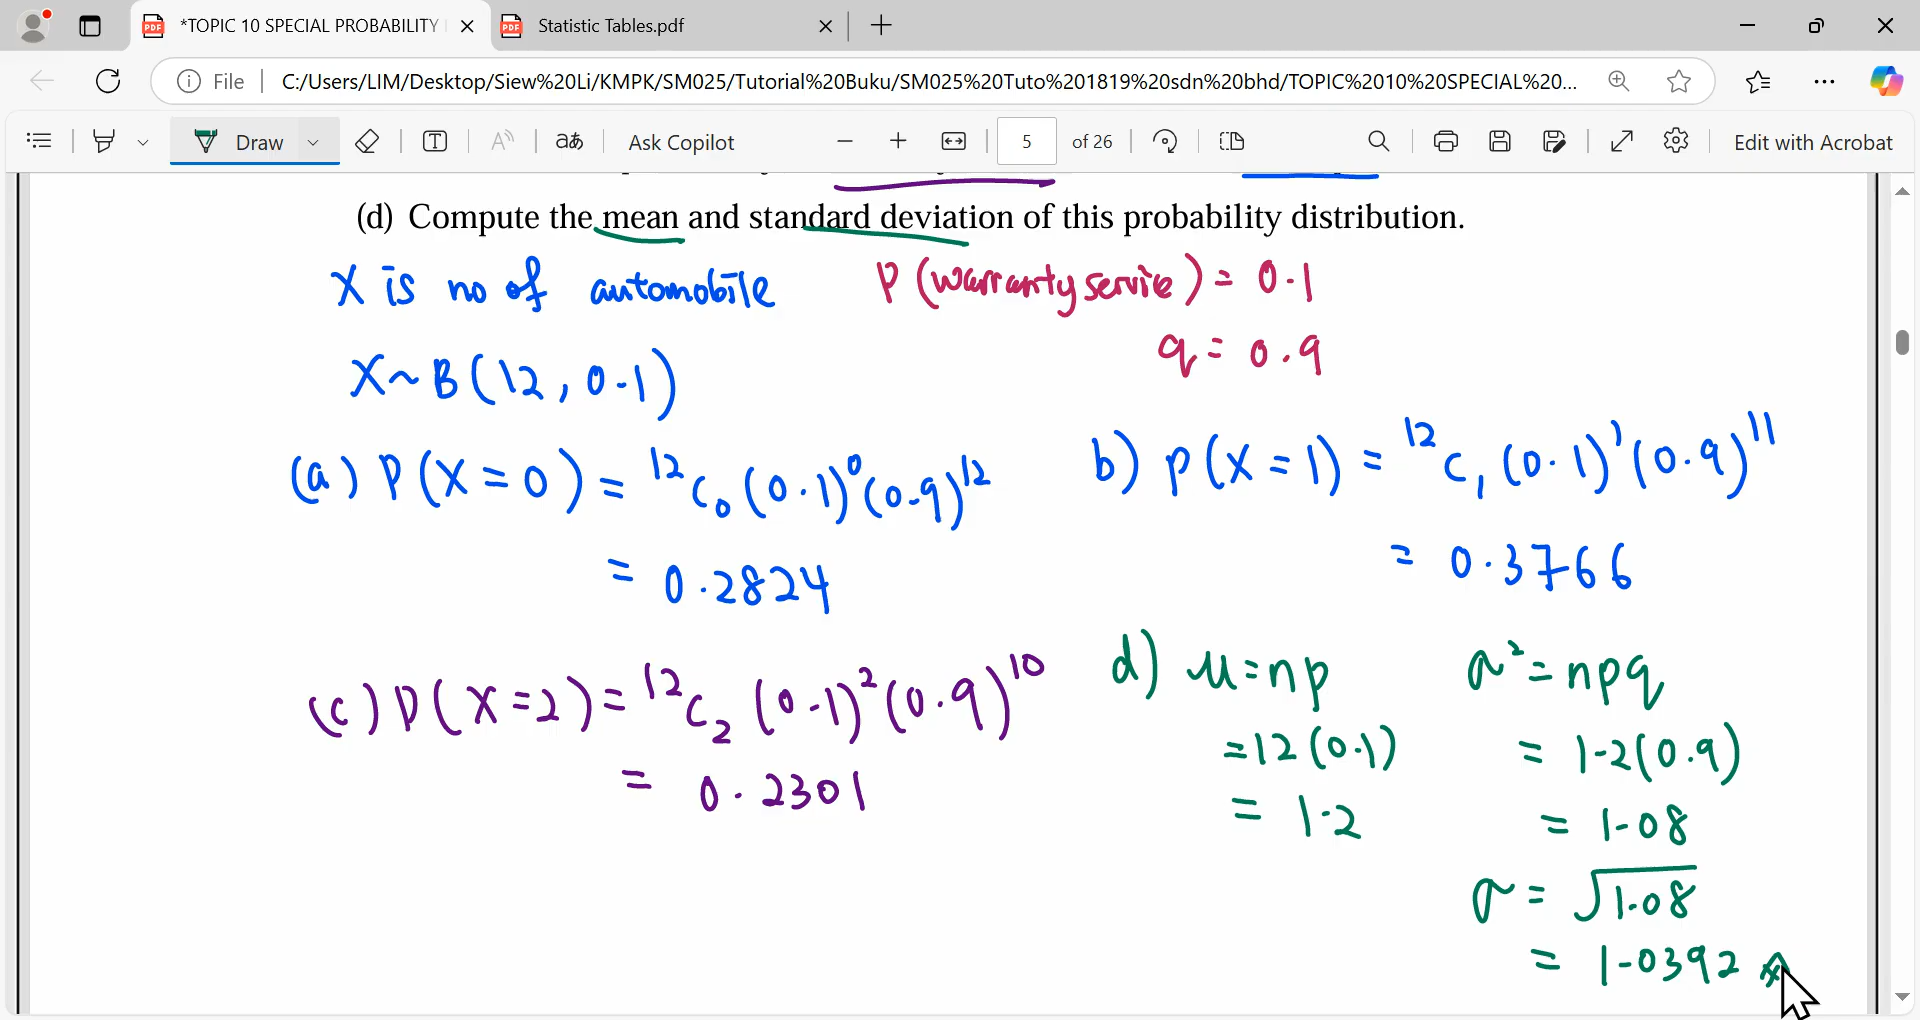 *TOPIC 10 SPECIAL PROBABILITY
Statistic Tables.pdf
File
C:/Users/LIM/Desktop/Siew%20Li/KMPK/SM025/Tutorial%20Buku/SM025%20Tuto%201819%20sdn%20bhd/TOPIC%2010%20SPECIAL%20...
Draw
Ask Copilot
5 of 26
Edit with Acrobat
(d) Compute the mean and standard deviation of this probability distribution.
X is no of automobile
P (warranty service) = 0.1
q = 0.9
X ~ B(12, 0.1)
(a) P(X = 0) = ¹²C₀ (0.1)⁰ (0.9)¹²
= 0.2824
b) P(X = 1) = ¹²C₁ (0.1)¹ (0.9)¹¹
= 0.3766
(c) P(X = 2) = ¹²C₂ (0.1)² (0.9)¹⁰
= 0.2301
d) μ = np
= 12(0.1)
= 1.2
σ² = npq
= 1.2(0.9)
= 1.08
σ = √1.08
= 1.0392